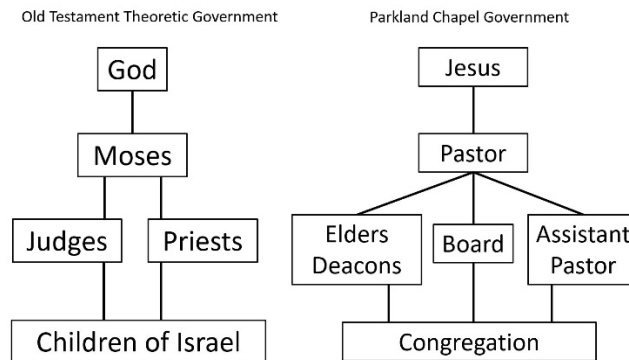 Old Testament Theoretic Government
God
Moses
Judges
Priests
Children of Israel
Parkland Chapel Government
Jesus
Pastor
Elders
Deacons
Board
Assistant
Pastor
Congregation